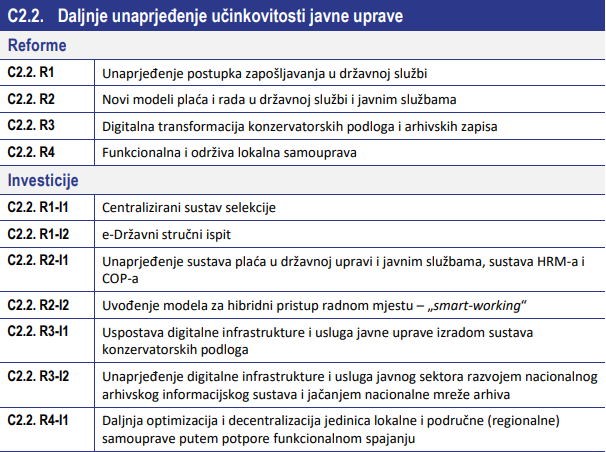 C2.2. Daljnje unaprjeđenje učinkovitosti javne uprave
Reforme
C2.2. R1 Unaprjeđenje postupka zapošljavanja u državnoj službi
C2.2. R2 Novi modeli plaća i rada u državnoj službi i javnim službama
C2.2. R3 Digitalna transformacija konzervatorskih podloga i arhivskih zapisa
C2.2. R4 Funkcionalna i održiva lokalna samouprava
Investicije
C2.2. R1-I1 Centralizirani sustav selekcije
C2.2. R1-I2 e-Državni stručni ispit
C2.2. R2-I1 Unaprjeđenje sustava plaća u državnoj upravi i javnim službama, sustava HRM-a i
COP-a
C2.2. R2-I2 Uvođenje modela za hibridni pristup radnom mjestu – „smart-working“
C2.2. R3-I1 Uspostava digitalne infrastrukture i usluga javne uprave izradom sustava
konzervatorskih podloga
C2.2. R3-I2 Unaprjeđenje digitalne infrastrukture i usluga javnog sektora razvojem nacionalnog
arhivskog informacijskog sustava i jačanjem nacionalne mreže arhiva
C2.2. R4-I1 Daljnja optimizacija i decentralizacija jedinica lokalne i područne (regionalne)
samouprave putem potpore funkcionalnom spajanju